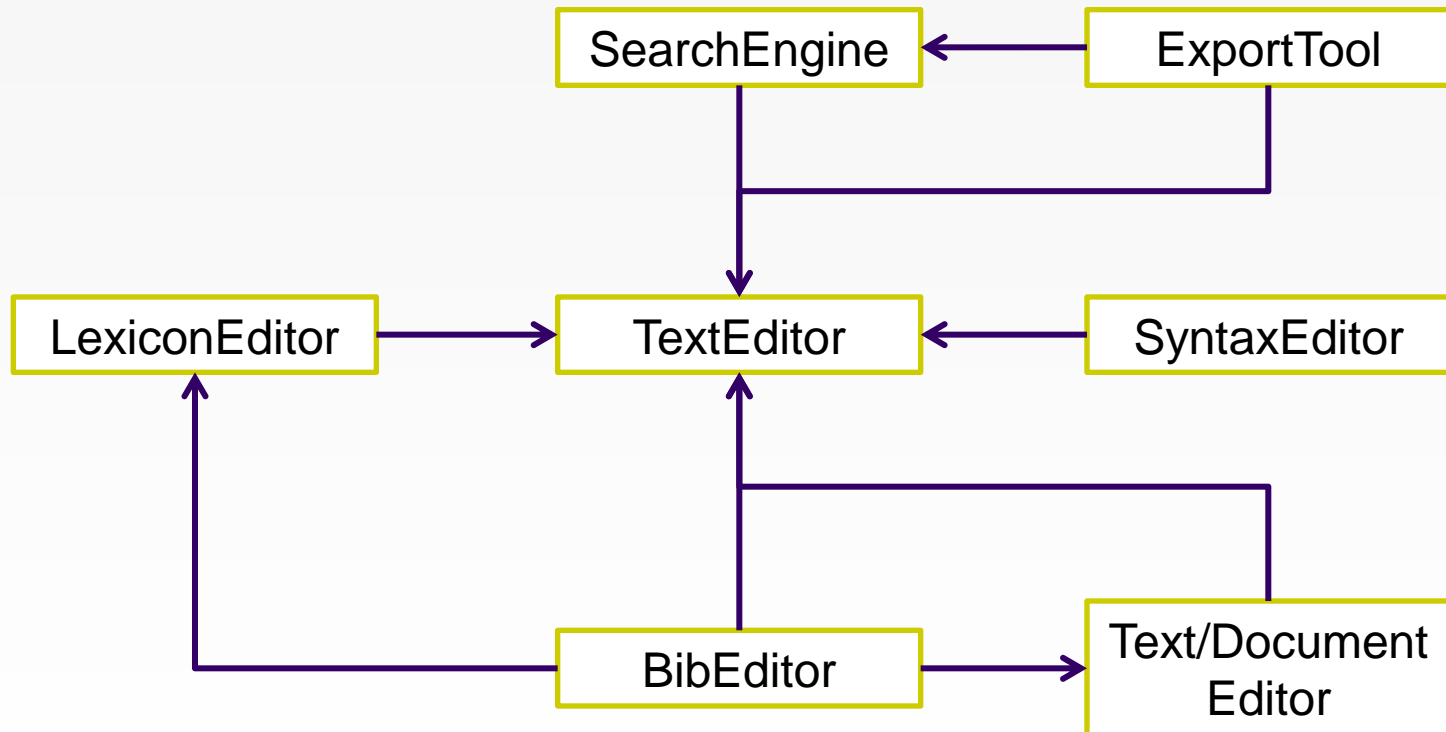 SearchEngine
ExportTool
LexiconEditor
TextEditor
SyntaxEditor
BibEditor
Text/Document
Editor